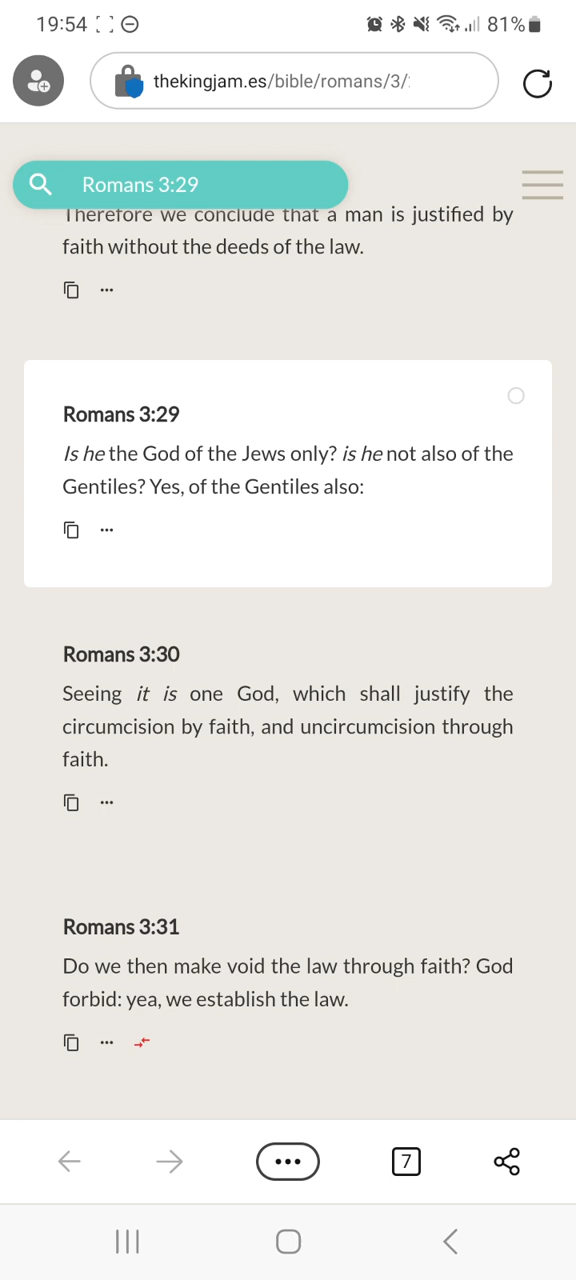 19:54 81%
thekingjam.es/bible/romans/3/
Romans 3:29
Therefore we conclude that a man is justified by
faith without the deeds of the law.
Romans 3:29
Is he the God of the Jews only? is he not also of the
Gentiles? Yes, of the Gentiles also:
Romans 3:30
Seeing it is one God, which shall justify the
circumcision by faith, and uncircumcision through
faith.
Romans 3:31
Do we then make void the law through faith? God
forbid: yea, we establish the law.
7